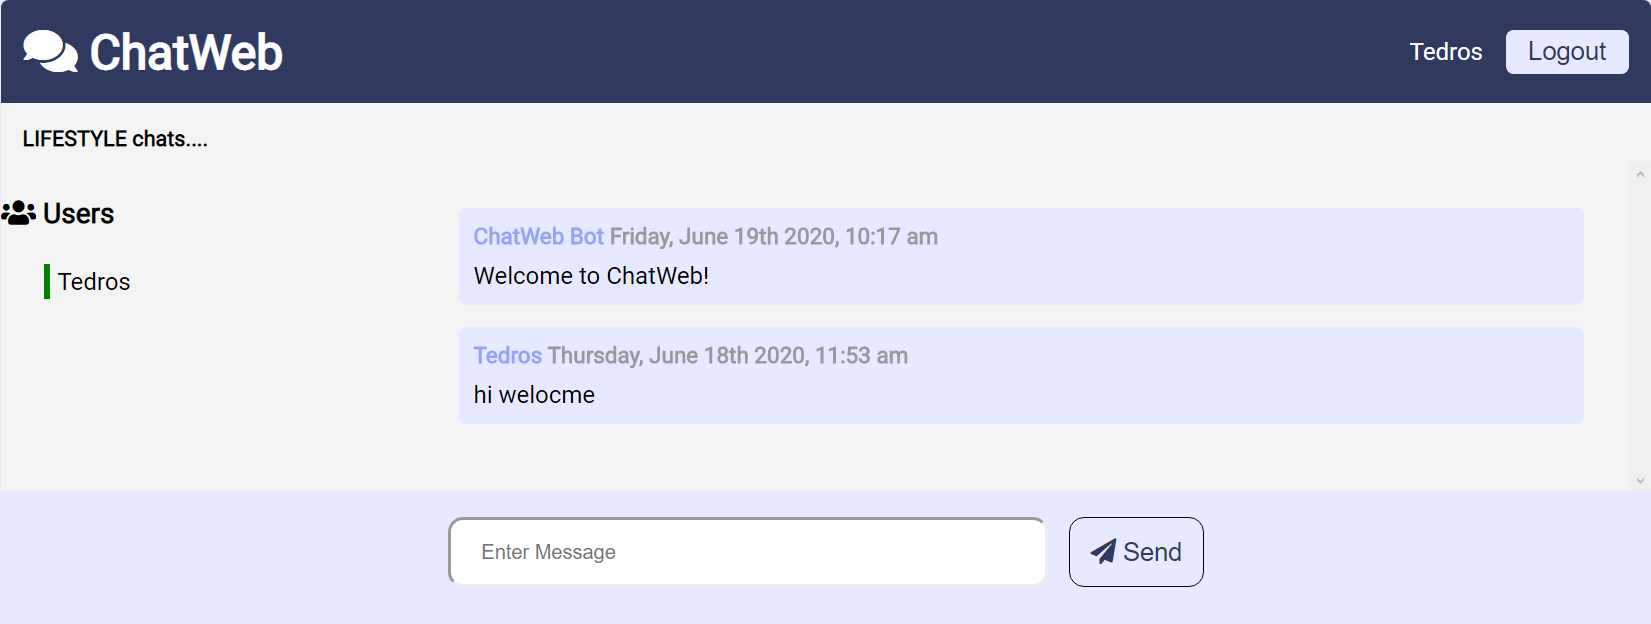 ChatWeb
Tedros
Logout
LIFESTYLE chats....
Users
Tedros
ChatWeb Bot Friday, June 19th 2020, 10:17 am
Welcome to ChatWeb!
Tedros Thursday, June 18th 2020, 11:53 am
hi welocme
Enter Message
Send